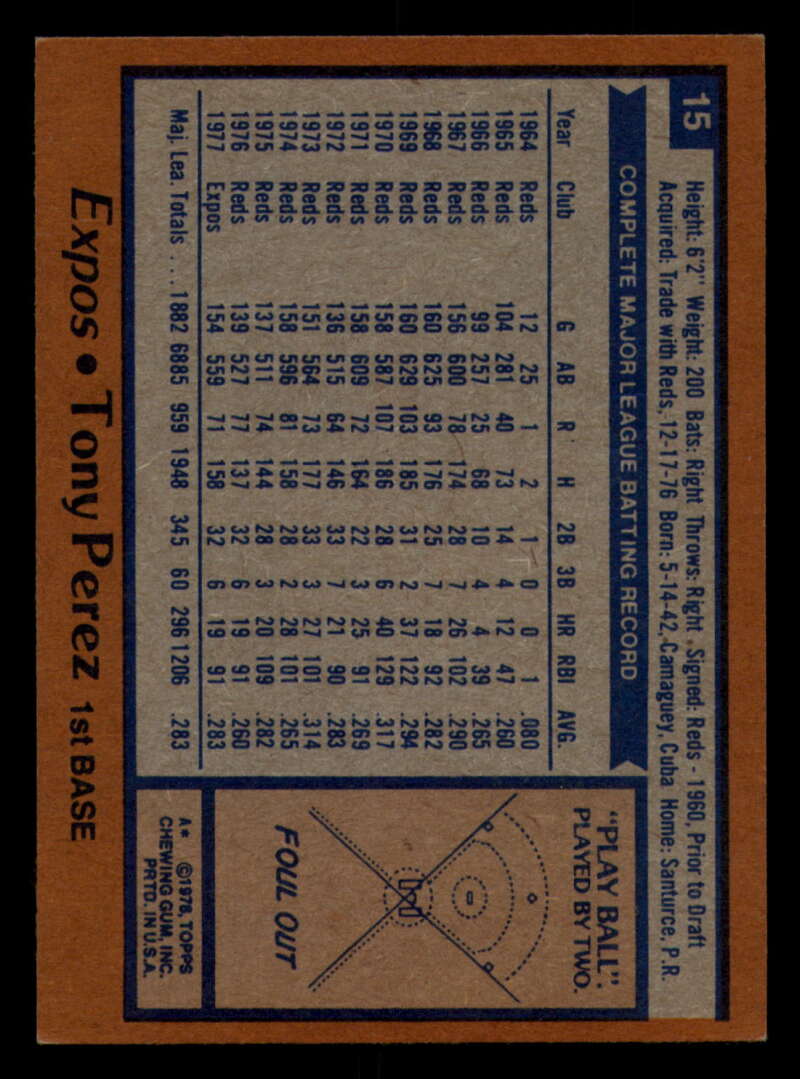 15
Height: 6'2" Weight: 200 Bats: Right Throws: Right Signed: Reds - 1960, Prior to Draft
Acquired: Trade with Reds, 12-17-76 Born: 5-14-42, Camaguey, Cuba Home: Santurce, P.R.
COMPLETE MAJOR LEAGUE BATTING RECORD
Year Club G AB R H 2B 3B HR RBI AVG.
1964 Reds 12 25 1 2 1 0 0 1 .080
1965 Reds 104 281 40 73 14 4 12 47 .260
1966 Reds 99 257 25 68 10 4 4 39 .265
1967 Reds 156 600 78 174 28 7 26 102 .290
1968 Reds 160 625 93 176 25 7 18 92 .282
1969 Reds 160 629 103 185 31 2 37 122 .294
1970 Reds 158 587 107 186 28 6 40 129 .317
1971 Reds 158 609 72 164 22 3 25 91 .269
1972 Reds 136 515 64 146 33 7 21 90 .283
1973 Reds 151 564 73 177 33 3 27 101 .314
1974 Reds 158 596 81 158 28 2 28 101 .265
1975 Reds 137 511 74 144 28 3 20 109 .282
1976 Reds 139 527 77 137 32 6 19 91 .260
1977 Expos 154 559 71 158 32 6 19 91 .283
Maj. Lea. Totals . . . 1882 6885 959 1948 345 60 296 1206 .283
"PLAY BALL":
PLAYED BY TWO.
FOUL OUT
A* ©1978, TOPPS
CHEWING GUM, INC.
PRTD. IN U.S.A.
Expos • Tony Perez 1st BASE